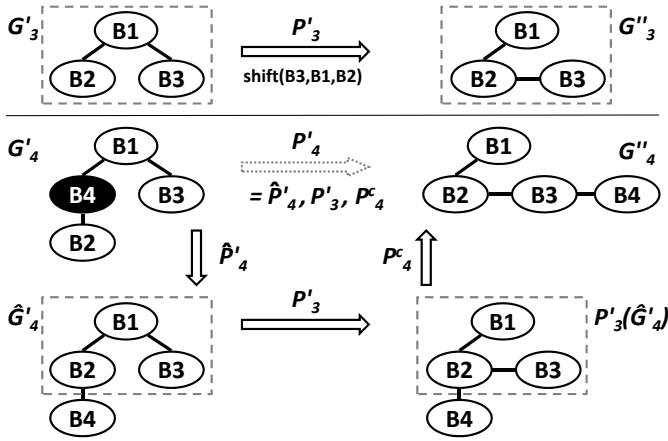 G'₃ B1 P'₃ B1 G''₃
B2 B3 shift(B3,B1,B2) B2 B3
G'₄ B1 P'₄ B1 G''₄
B4 B3 = P̂'₄, P'₃, Pᶜ₄ B2 B3 B4
B2 P̂'₄ Pᶜ₄
Ĝ'₄ B1 P'₃ B1 P'₃(Ĝ'₄)
B2 B3 B2 B3
B4 B4